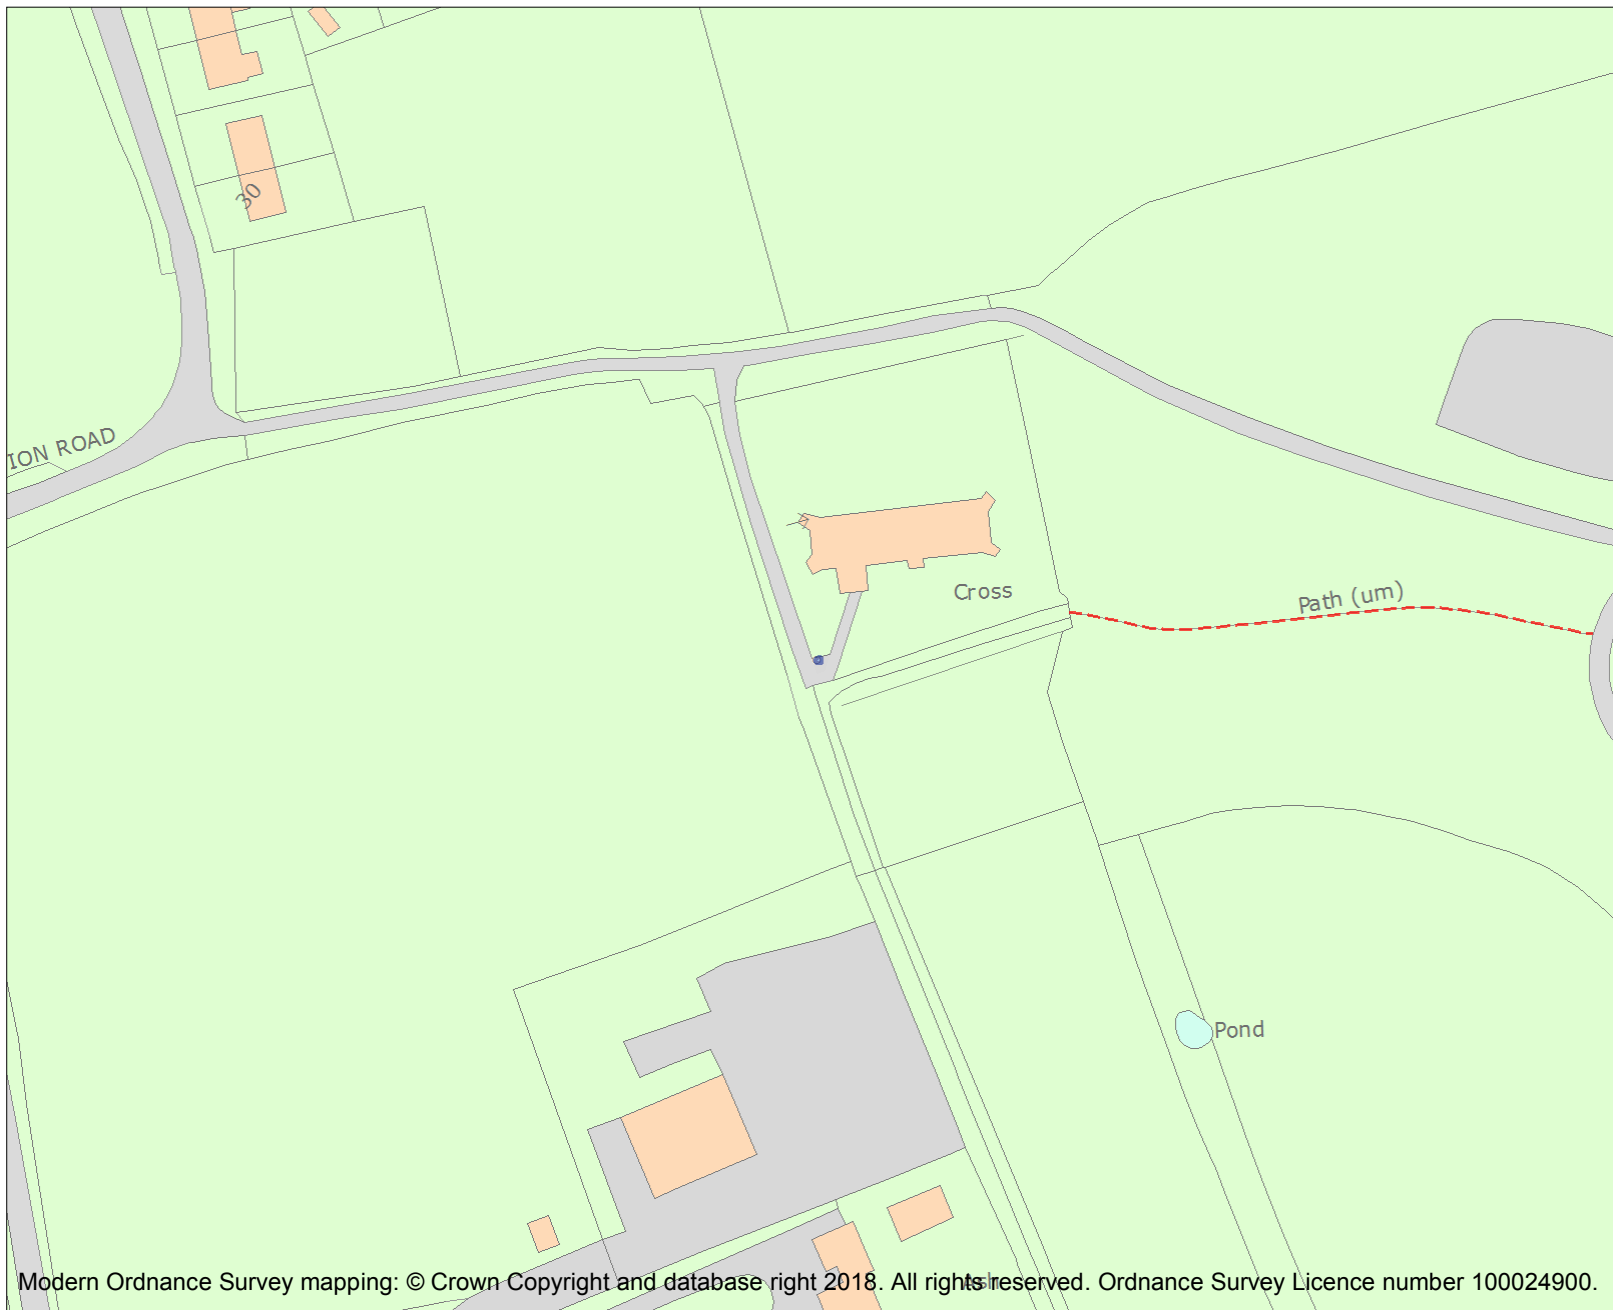 30
ION ROAD
Cross
Path (um)
Pond
Ash
Modern Ordnance Survey mapping: © Crown Copyright and database right 2018. All rights reserved. Ordnance Survey Licence number 100024900.